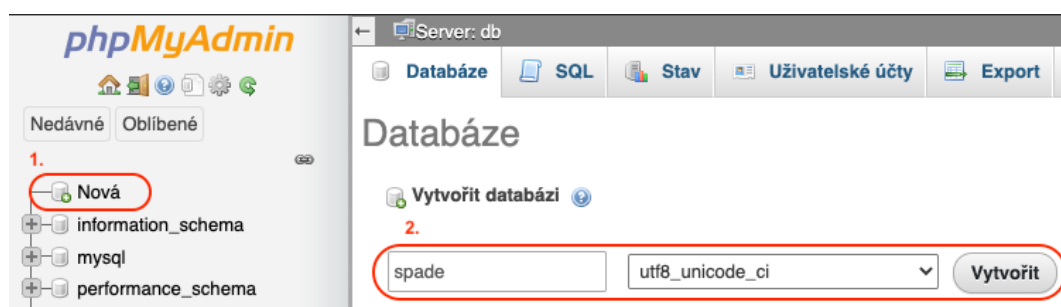 phpMyAdmin
Nedávné Oblíbené
1.
Nová
information_schema
mysql
performance_schema
Server: db
Databáze SQL Stav Uživatelské účty Export
Databáze
Vytvořit databázi
2.
spade utf8_unicode_ci Vytvořit